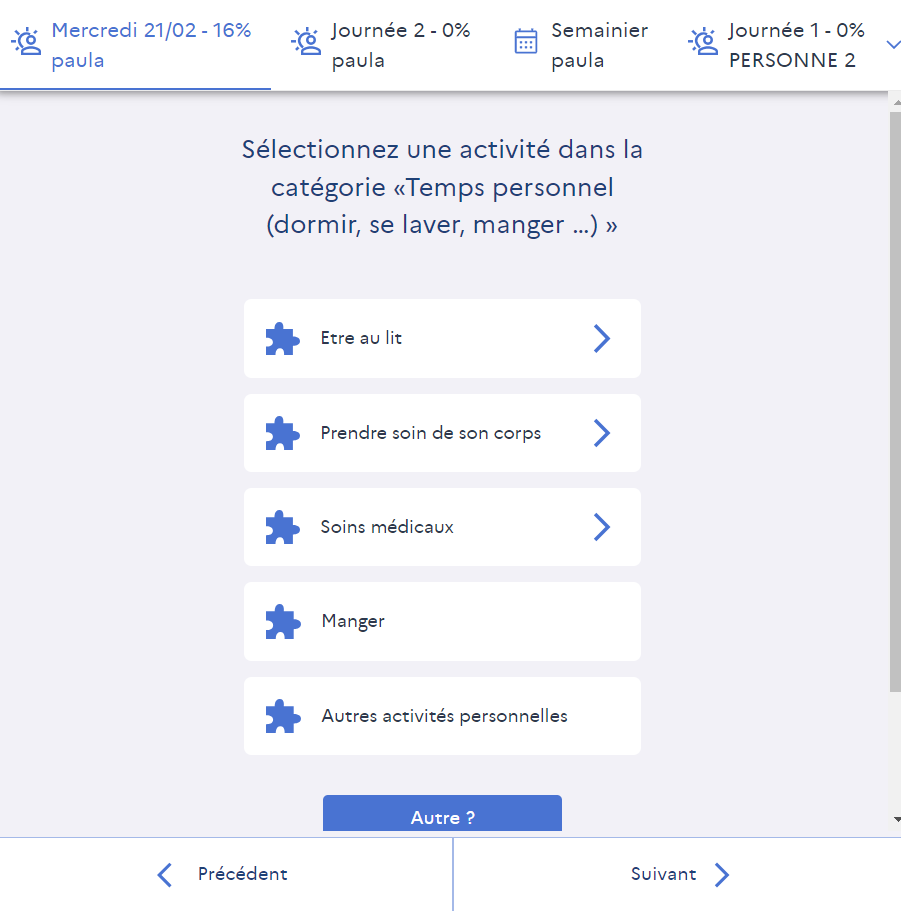 Mercredi 21/02 - 16%
paula
Journée 2 - 0%
paula
Semainier
paula
Journée 1 - 0%
PERSONNE 2
Sélectionnez une activité dans la
catégorie «Temps personnel
(dormir, se laver, manger ...) »
Etre au lit
Prendre soin de son corps
Soins médicaux
Manger
Autres activités personnelles
Autre ?
Précédent
Suivant